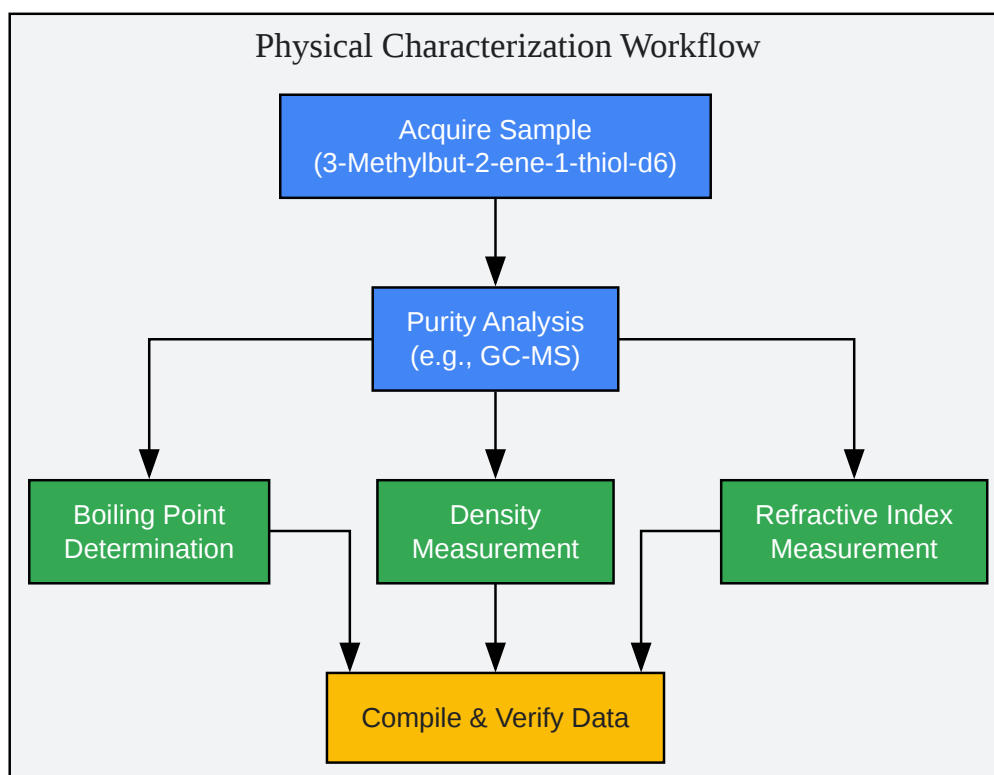 Physical Characterization Workflow
Acquire Sample
(3-Methylbut-2-ene-1-thiol-d6)
Purity Analysis
(e.g., GC-MS)
Boiling Point
Determination
Density
Measurement
Refractive Index
Measurement
Compile & Verify Data